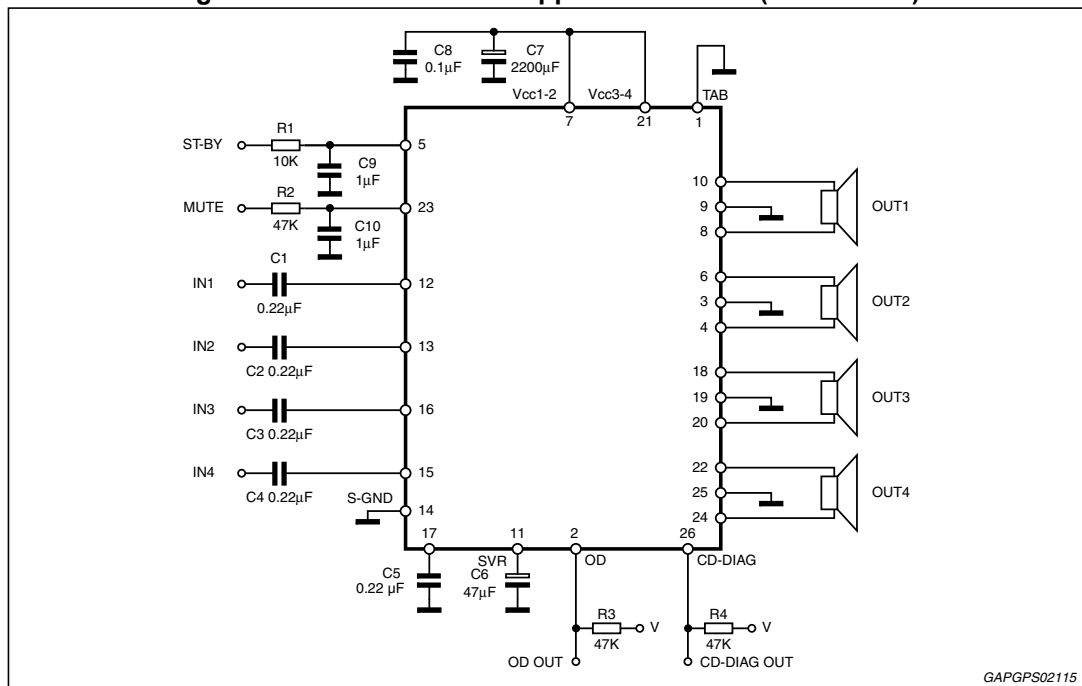 C8
0.1μF
C7
2200μF
Vcc1-2
Vcc3-4
TAB
7
21
1
ST-BY
R1
10K
5
C9
1μF
MUTE
R2
47K
23
C10
1μF
IN1
C1
0.22μF
12
IN2
C2 0.22μF
13
IN3
C3 0.22μF
16
IN4
C4 0.22μF
15
S-GND
14
10
9
8
OUT1
6
3
4
OUT2
18
19
20
OUT3
22
25
24
OUT4
17
11
2
26
C5
0.22 μF
SVR
C6
47μF
OD
CD-DIAG
R3
47K
V
R4
47K
V
OD OUT
CD-DIAG OUT
GAPGPS02115